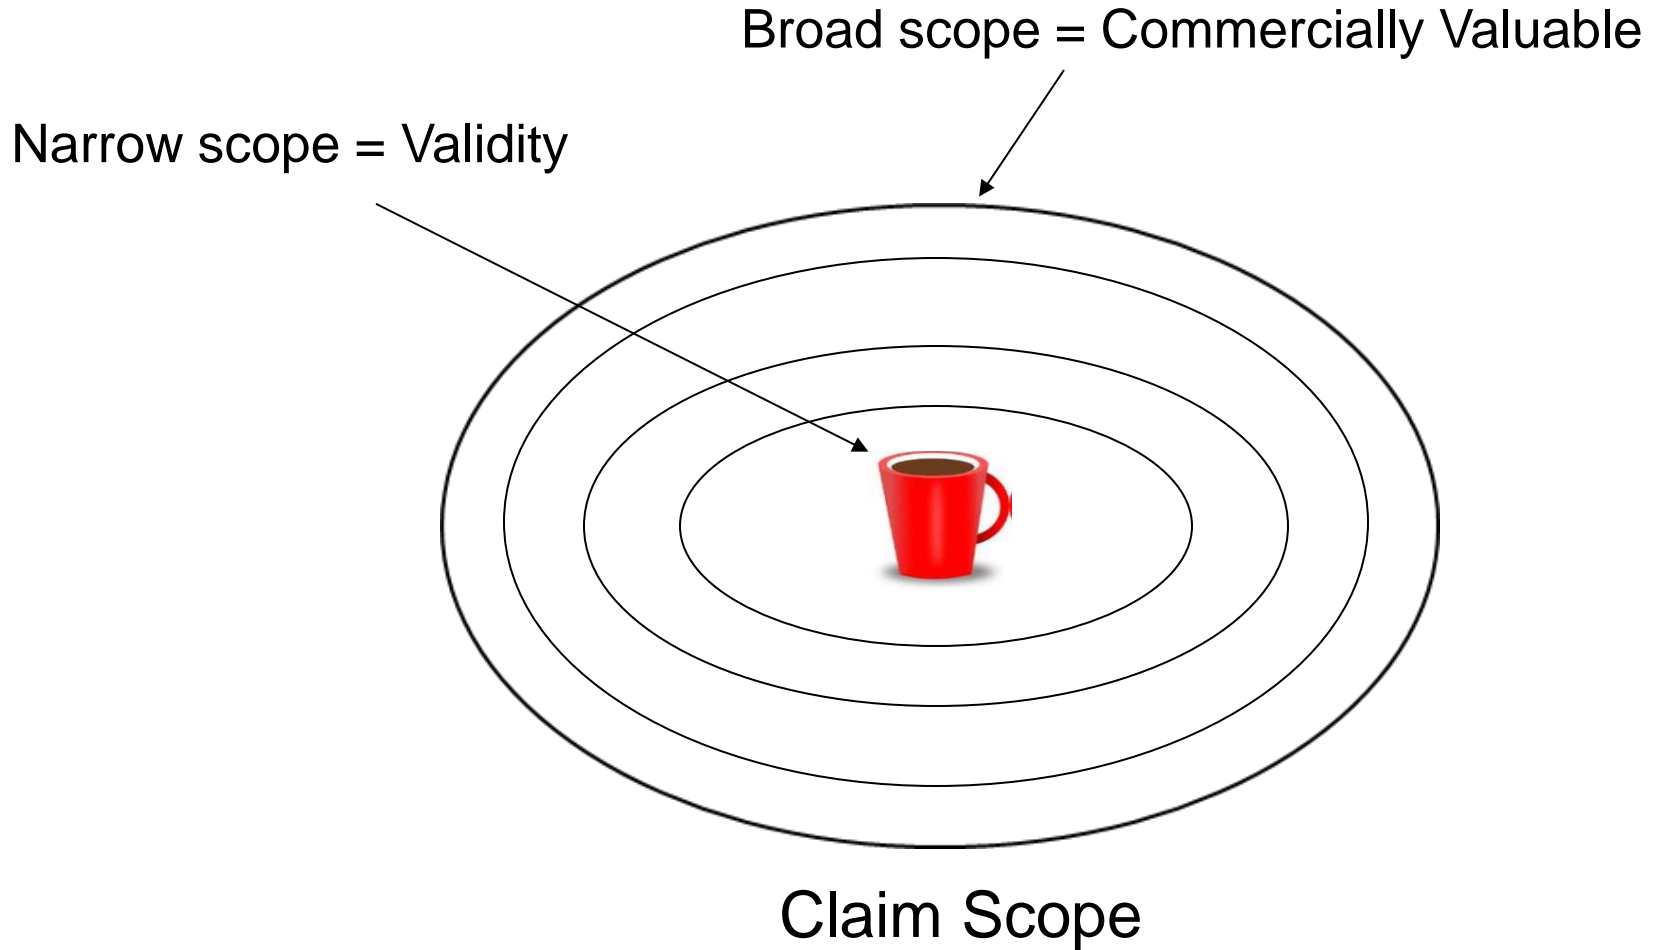 Broad scope = Commercially Valuable
Narrow scope = Validity
Claim Scope